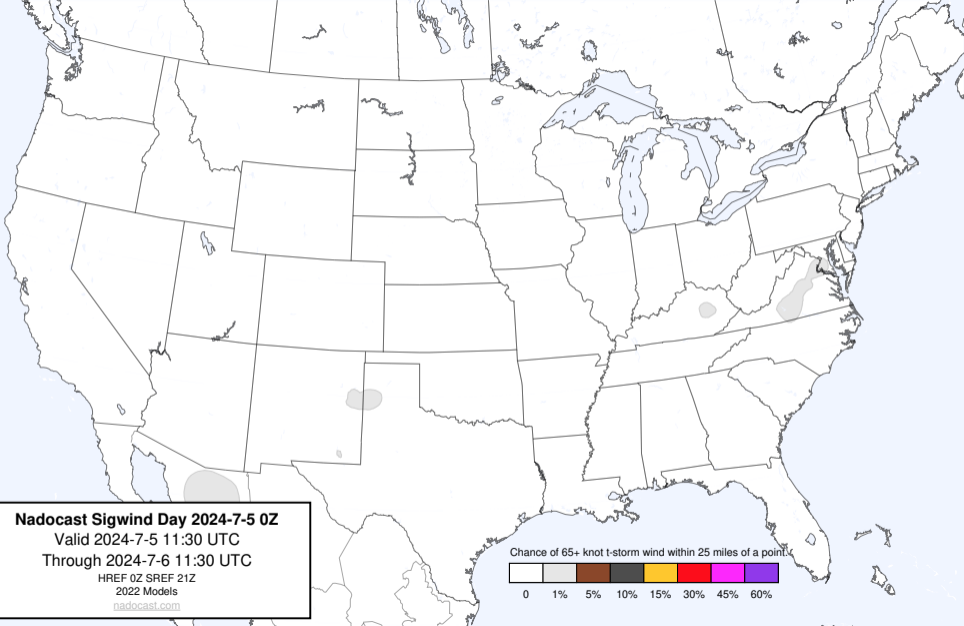 Nadocast Sigwind Day 2024-7-5 0Z
Valid 2024-7-5 11:30 UTC
Through 2024-7-6 11:30 UTC
HREF 0Z SREF 21Z
2022 Models
nadocast.com
Chance of 65+ knot t-storm wind within 25 miles of a point.
0 1% 5% 10% 15% 30% 45% 60%